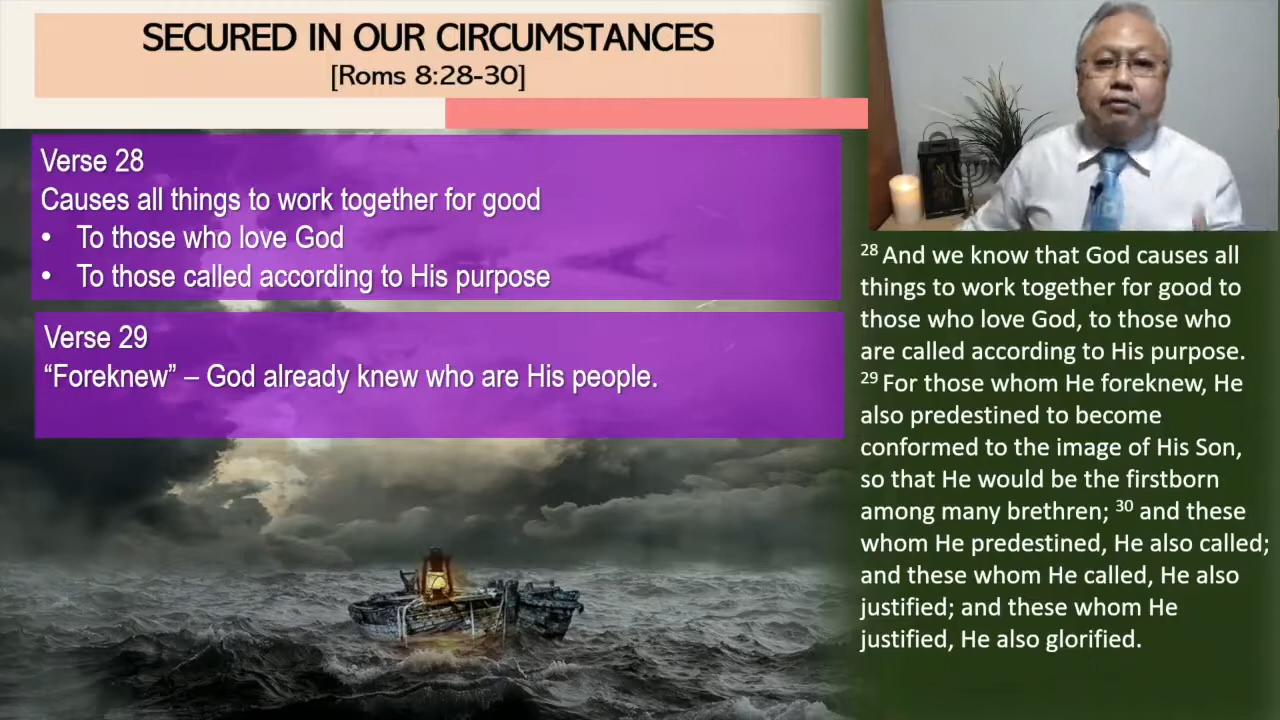 SECURED IN OUR CIRCUMSTANCES
[Roms 8:28-30]
Verse 28
Causes all things to work together for good
• To those who love God
• To those called according to His purpose
Verse 29
“Foreknew” – God already knew who are His people.
28 And we know that God causes all
things to work together for good to
those who love God, to those who
are called according to His purpose.
29 For those whom He foreknew, He
also predestined to become
conformed to the image of His Son,
so that He would be the firstborn
among many brethren; 30 and these
whom He predestined, He also called;
and these whom He called, He also
justified; and these whom He
justified, He also glorified.